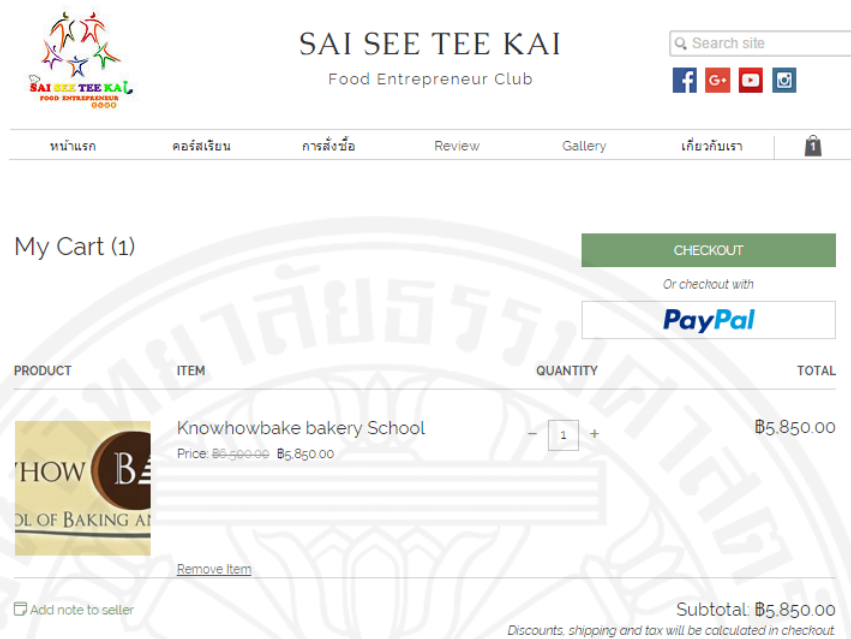 SAI SEE TEE KAI
FOOD ENTREPRENEUR
SAI SEE TEE KAI
Food Entrepreneur Club
Search site
หน้าแรก
คอร์สเรียน
การสั่งซื้อ
Review
Gallery
เกี่ยวกับเรา
1
My Cart (1)
CHECKOUT
Or checkout with
PayPal
PRODUCT ITEM QUANTITY TOTAL
Knowhowbake bakery School
Price: ฿6,500.00 ฿5,850.00
- 1 +
฿5,850.00
HOW BA
OL OF BAKING AN
Remove Item
Add note to seller
Subtotal: ฿5,850.00
Discounts, shipping and tax will be calculated in checkout.